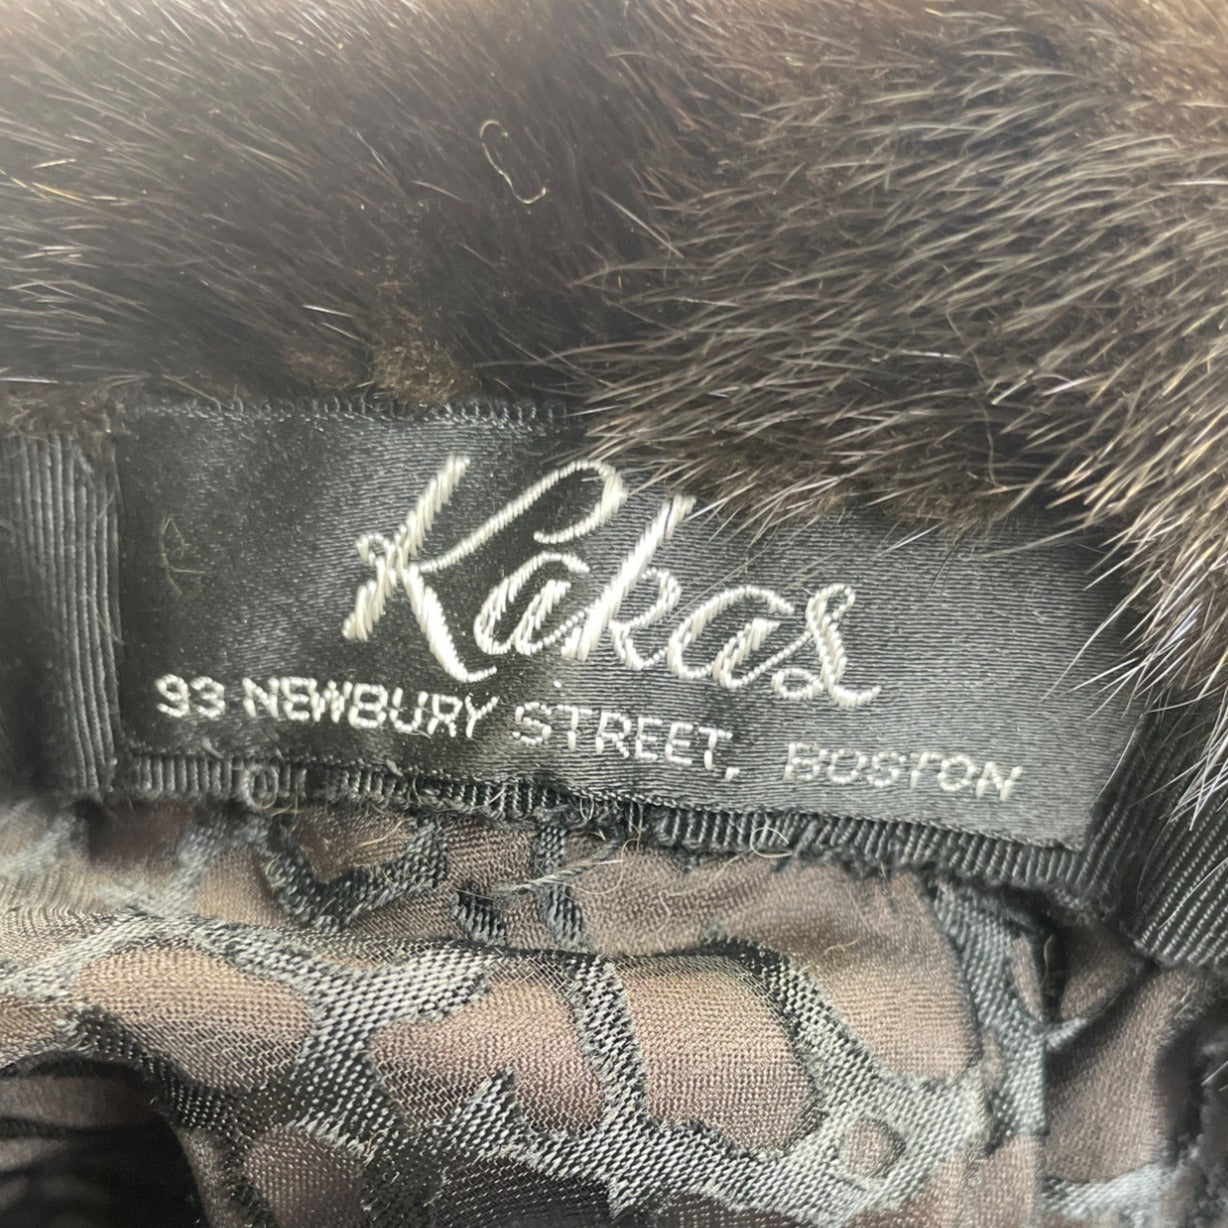 Kakas
93 NEWBURY STREET, BOSTON